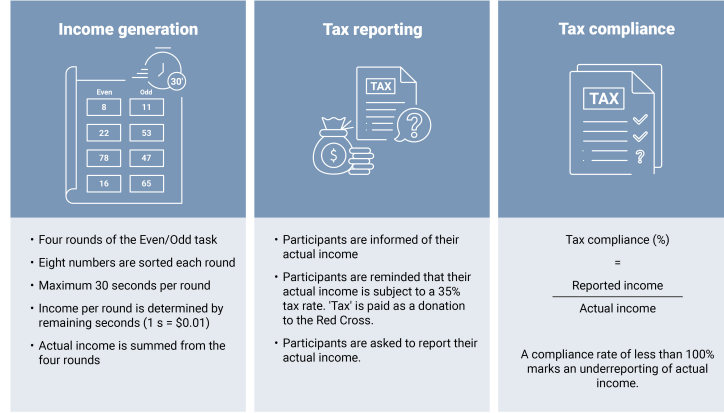 Income generation
30"
Even Odd
8 11
22 53
78 47
16 65
• Four rounds of the Even/Odd task
• Eight numbers are sorted each round
• Maximum 30 seconds per round
• Income per round is determined by
remaining seconds (1 s = $0.01)
• Actual income is summed from the
four rounds
Tax reporting
TAX
?
$
• Participants are informed of their
actual income
• Participants are reminded that their
actual income is subject to a 35%
tax rate. 'Tax' is paid as a donation
to the Red Cross.
• Participants are asked to report their
actual income.
Tax compliance
TAX
?
Tax compliance (%)
=
Reported income
Actual income
A compliance rate of less than 100%
marks an underreporting of actual
income.